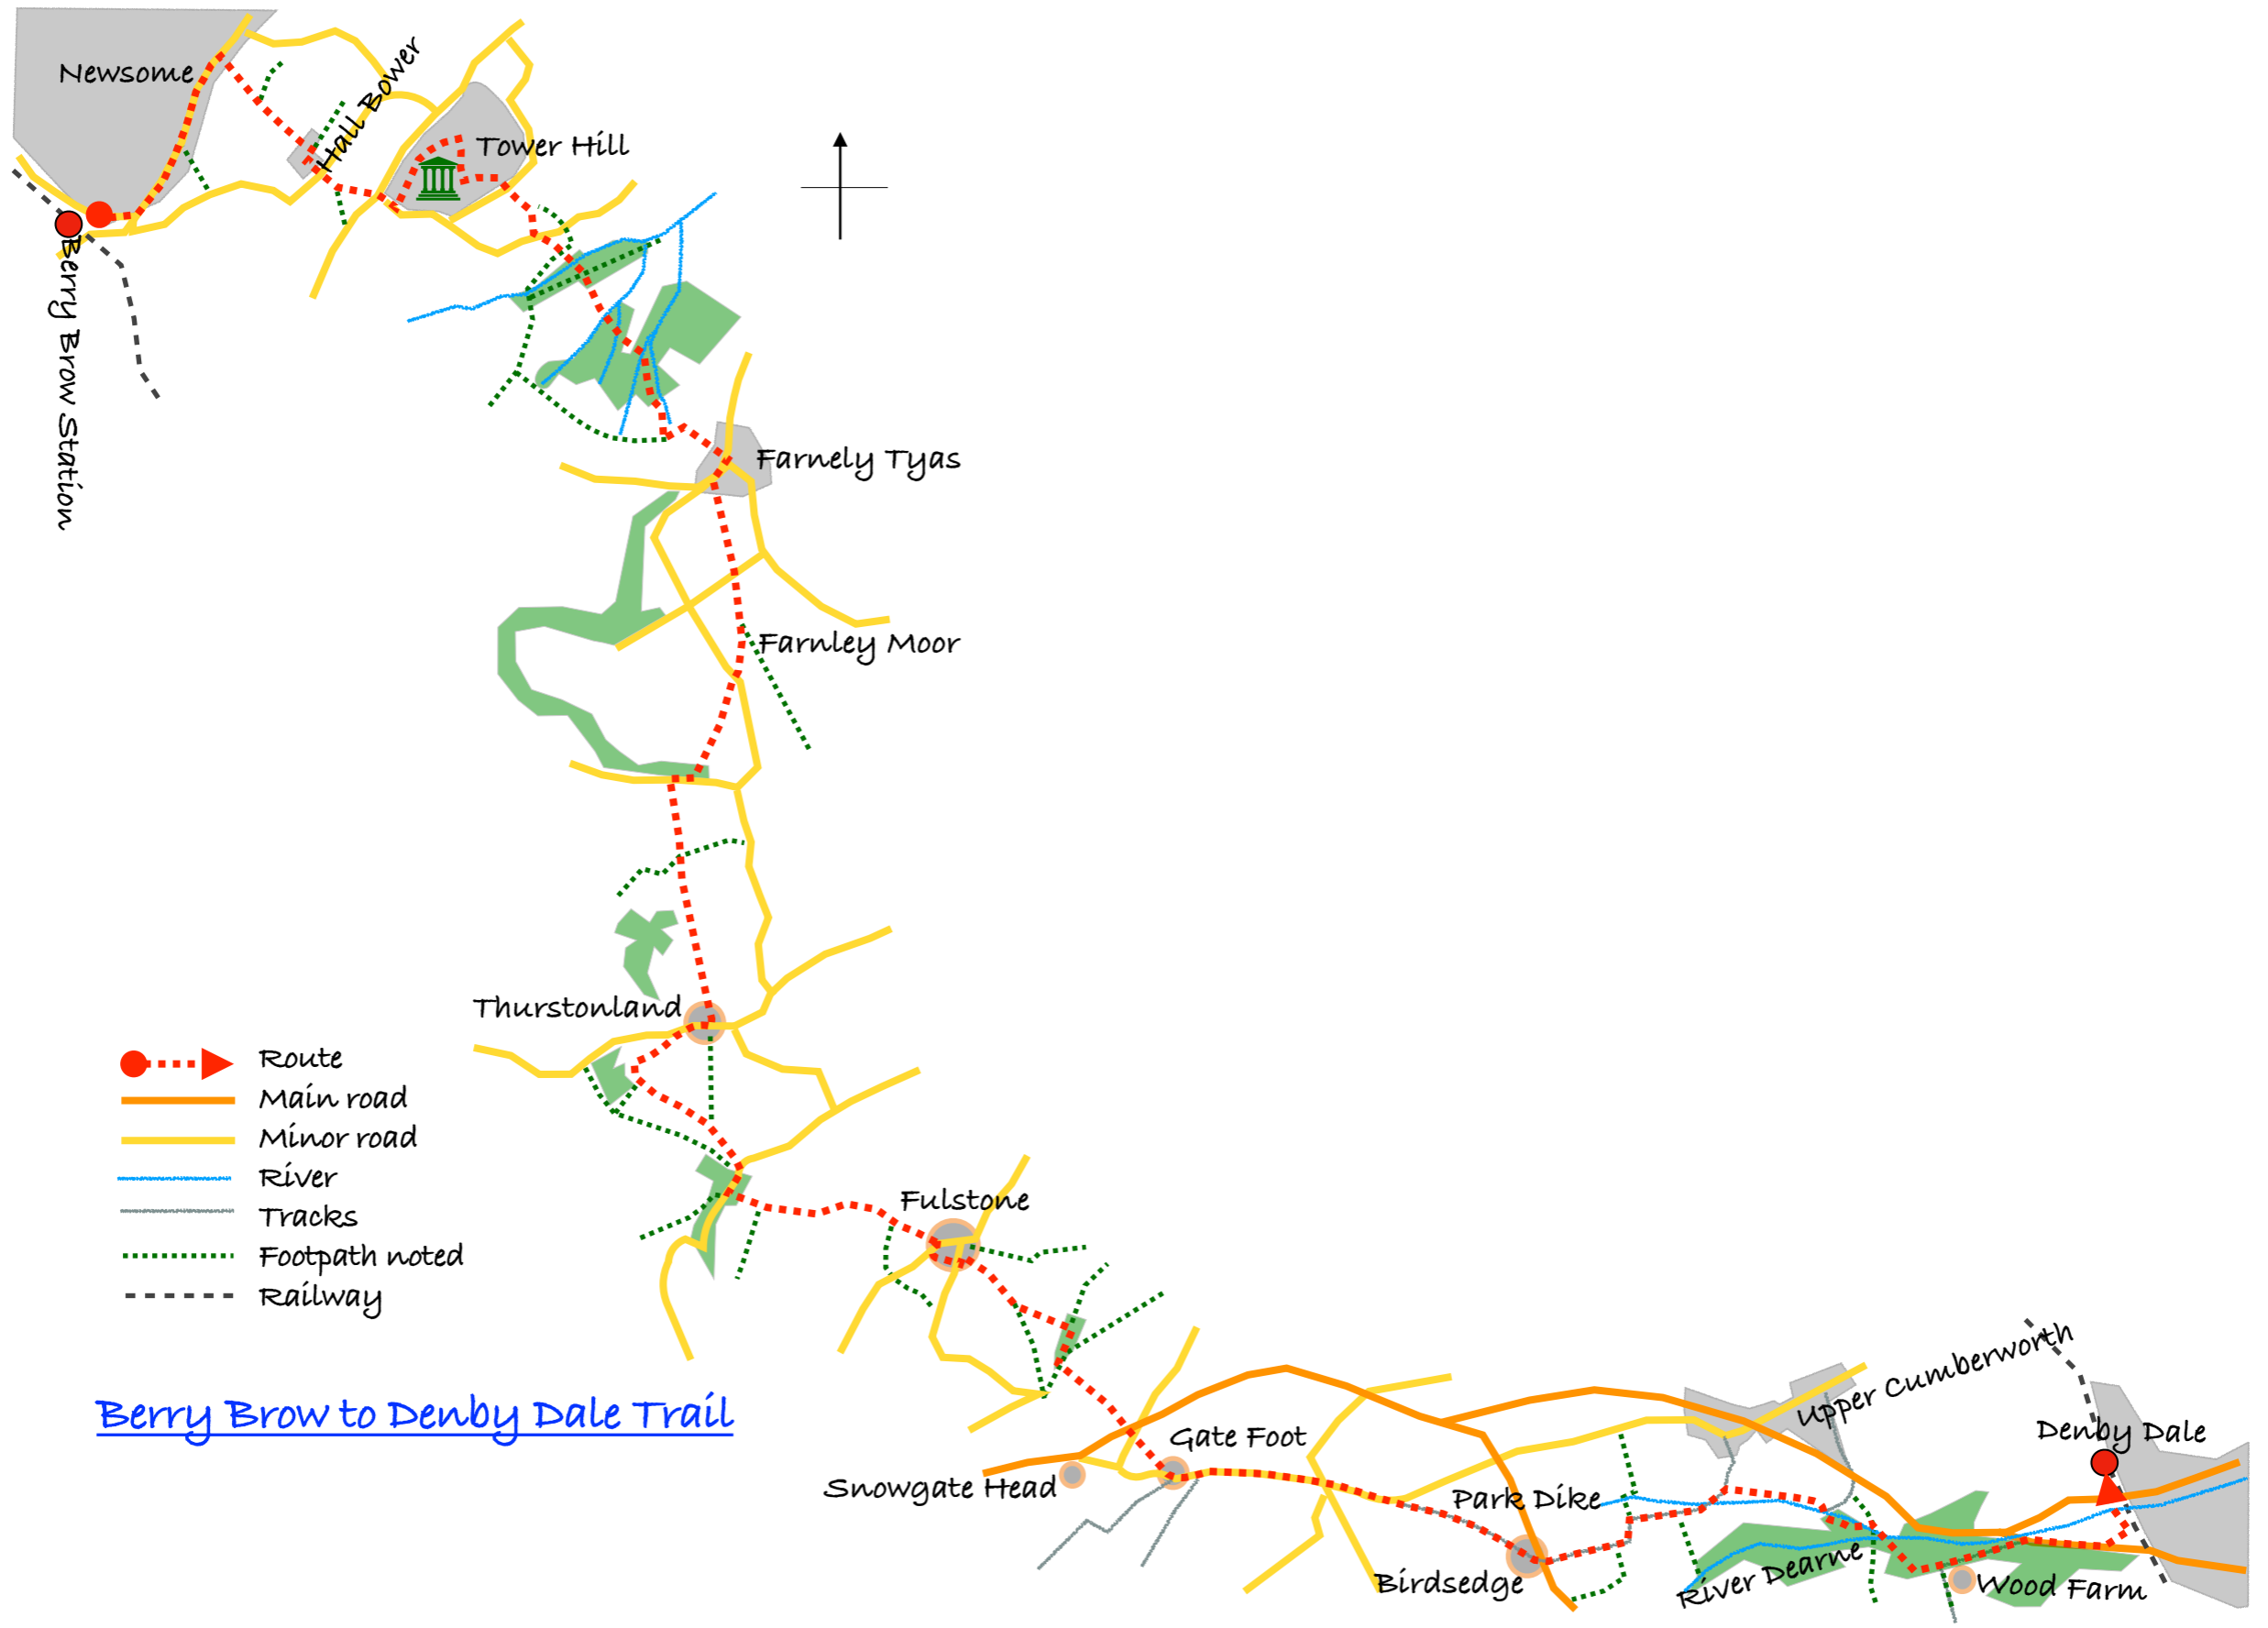 Newsome
Hall Bower
Tower Hill
Berry Brow Station
Farnely Tyas
Farnley Moor
Thurstonland
Route
Main road
Minor road
River
Tracks
Footpath noted
Railway
Fulstone
Berry Brow to Denby Dale Trail
Upper Cumberworth
Denby Dale
Gate Foot
Snowgate Head
Park Dike
Birdsedge
River Dearne
Wood Farm